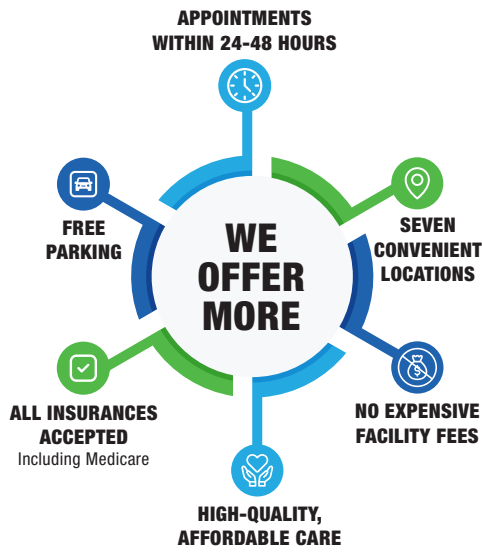 APPOINTMENTS
WITHIN 24-48 HOURS
SEVEN
CONVENIENT
LOCATIONS
NO EXPENSIVE
FACILITY FEES
HIGH-QUALITY,
AFFORDABLE CARE
ALL INSURANCES
ACCEPTED
Including Medicare
FREE
PARKING
WE
OFFER
MORE
$